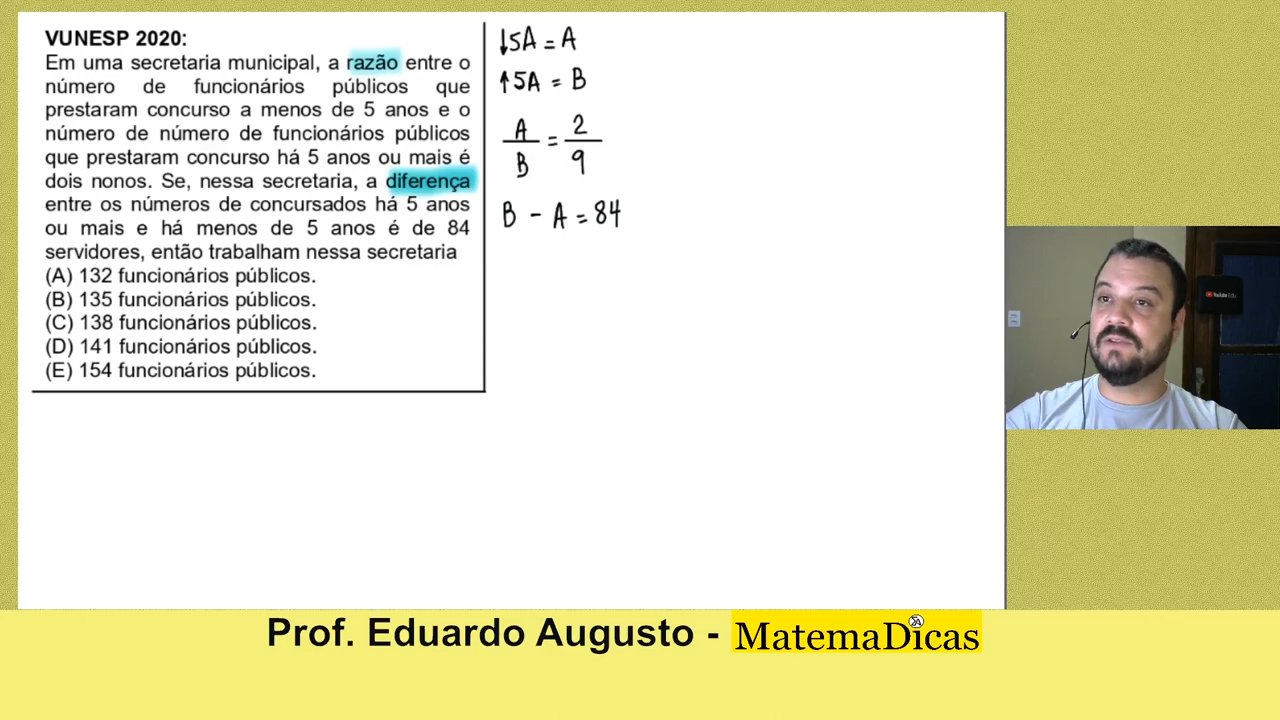 VUNESP 2020:
Em uma secretaria municipal, a razão entre o
número de funcionários públicos que
prestaram concurso a menos de 5 anos e o
número de número de funcionários públicos
que prestaram concurso há 5 anos ou mais é
dois nonos. Se, nessa secretaria, a diferença
entre os números de concursados há 5 anos
ou mais e há menos de 5 anos é de 84
servidores, então trabalham nessa secretaria
(A) 132 funcionários públicos.
(B) 135 funcionários públicos.
(C) 138 funcionários públicos.
(D) 141 funcionários públicos.
(E) 154 funcionários públicos.
↓5A = A
↑5A = B
A/B = 2/9
B - A = 84
Prof. Eduardo Augusto - MatemaDicas